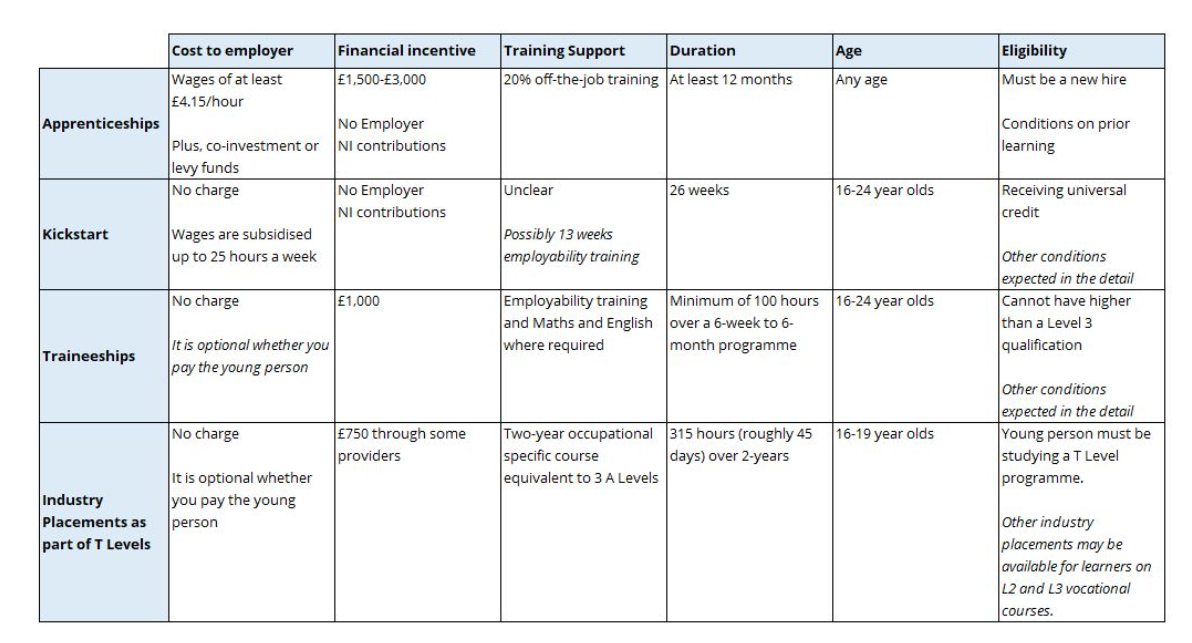 Cost to employer
Financial incentive
Training Support
Duration
Age
Eligibility
Apprenticeships
Wages of at least
£4.15/hour
Plus, co-investment or
levy funds
£1,500-£3,000
No Employer
NI contributions
20% off-the-job training
At least 12 months
Any age
Must be a new hire
Conditions on prior
learning
Kickstart
No charge
Wages are subsidised
up to 25 hours a week
No Employer
NI contributions
Unclear
Possibly 13 weeks
employability training
26 weeks
16-24 year olds
Receiving universal
credit
Other conditions
expected in the detail
Traineeships
No charge
It is optional whether you
pay the young person
£1,000
Employability training
and Maths and English
where required
Minimum of 100 hours
over a 6-week to 6-
month programme
16-24 year olds
Cannot have higher
than a Level 3
qualification
Other conditions
expected in the detail
Industry
Placements as
part of T Levels
No charge
It is optional whether
you pay the young
person
£750 through some
providers
Two-year occupational
specific course
equivalent to 3 A Levels
315 hours (roughly 45
days) over 2-years
16-19 year olds
Young person must be
studying a T Level
programme.
Other industry
placements may be
available for learners on
L2 and L3 vocational
courses.